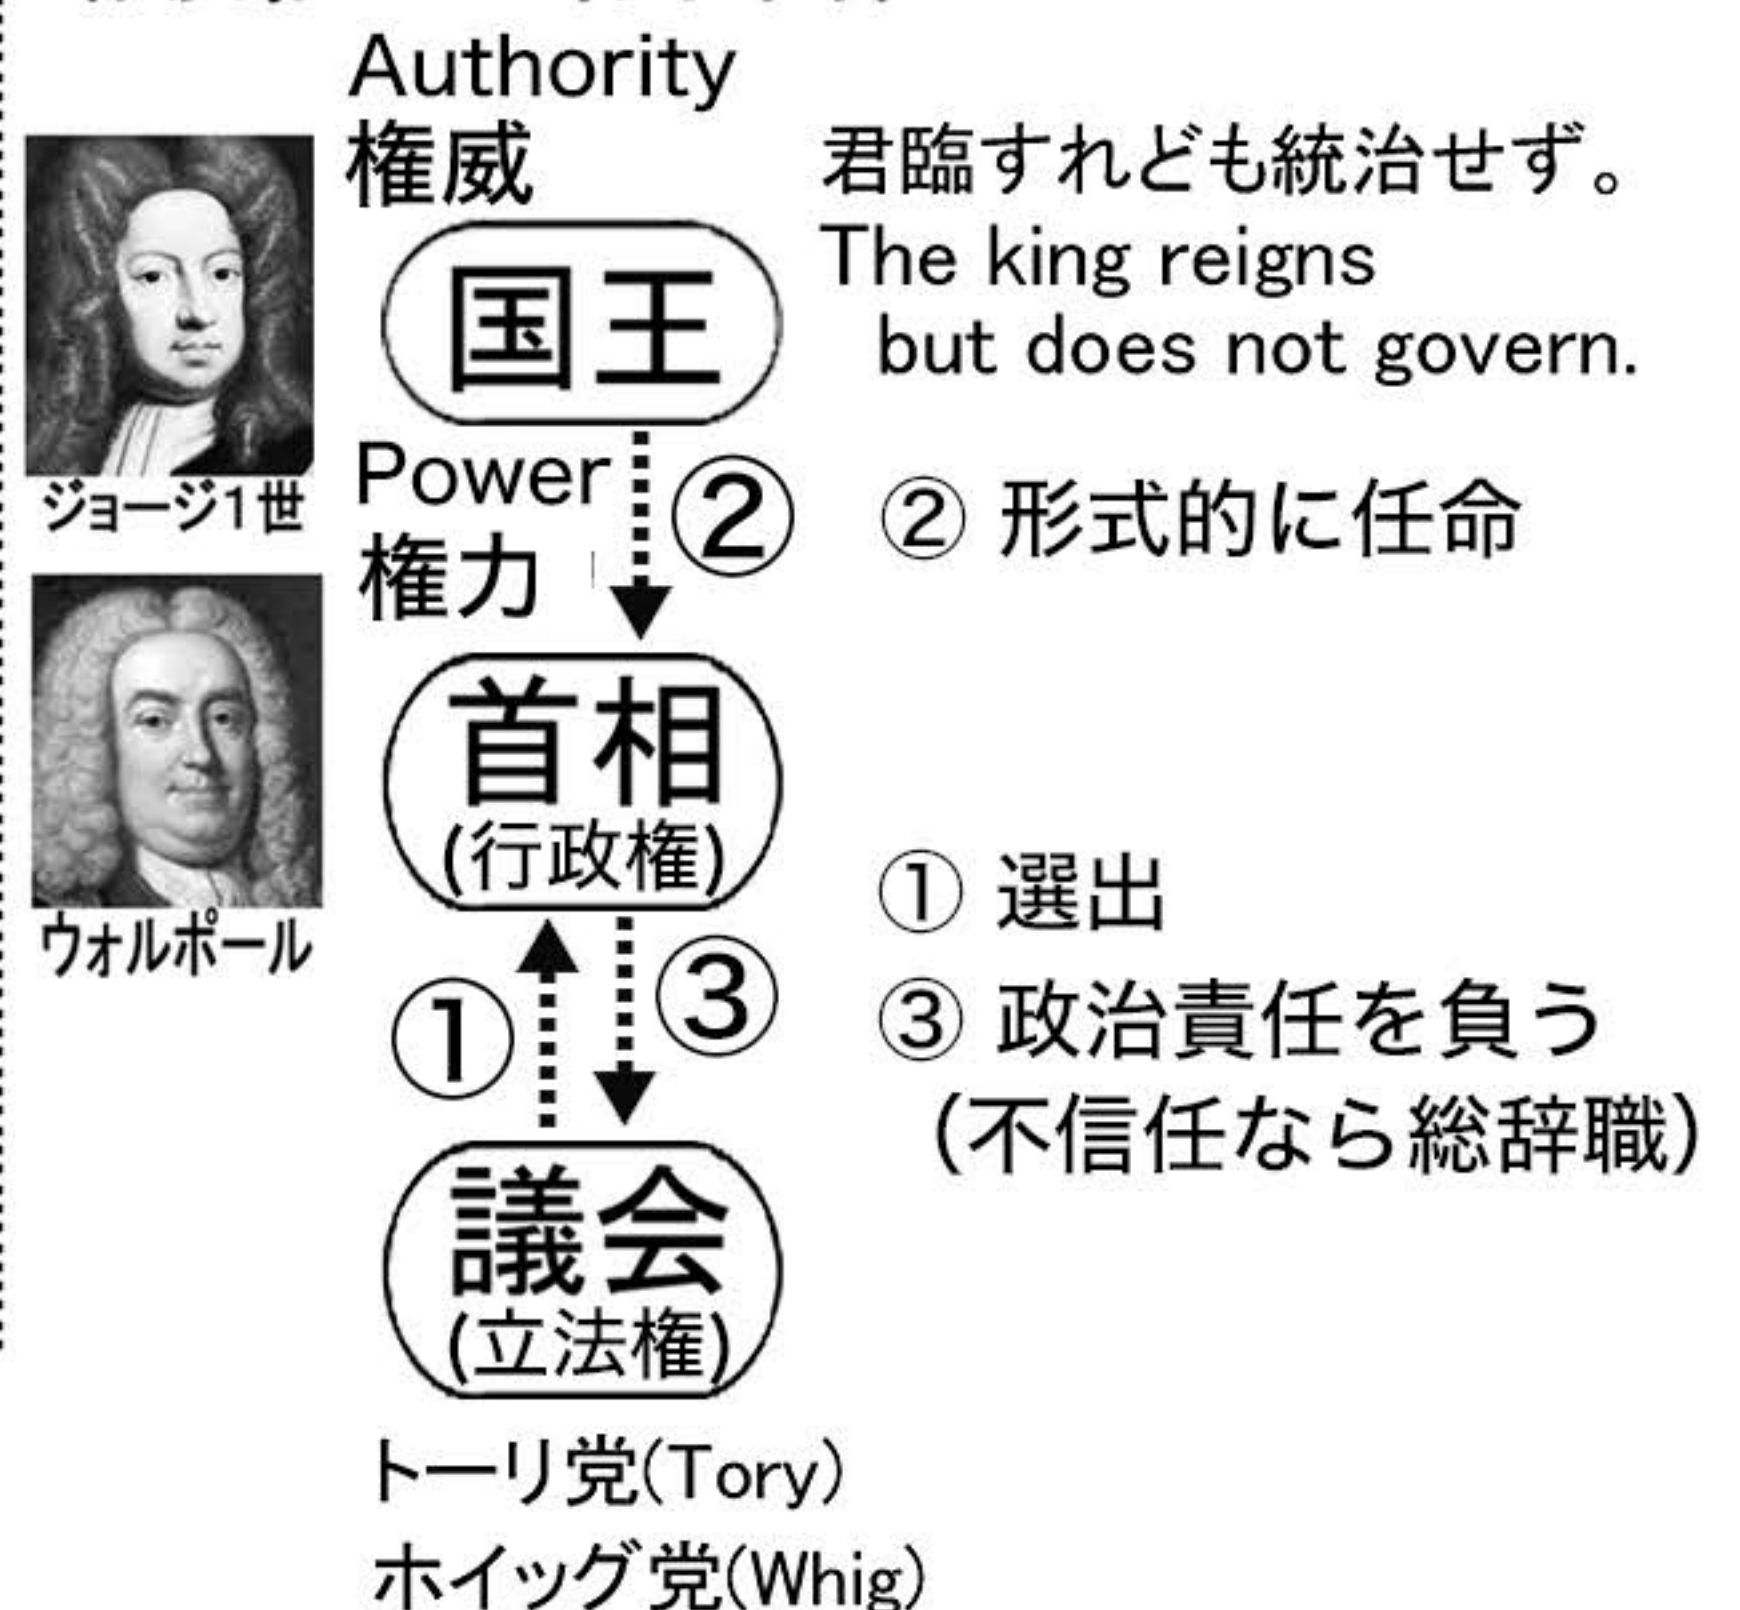 Authority
権威
君臨すれども統治せず。
The king reigns
but does not govern.
国王
ジョージ1世
Power
権力
②
② 形式的に任命
首相
(行政権)
ウォルポール
① 選出
①
③
③ 政治責任を負う
(不信任なら総辞職)
議会
(立法権)
トーリ党(Tory)
ホイッグ党(Whig)